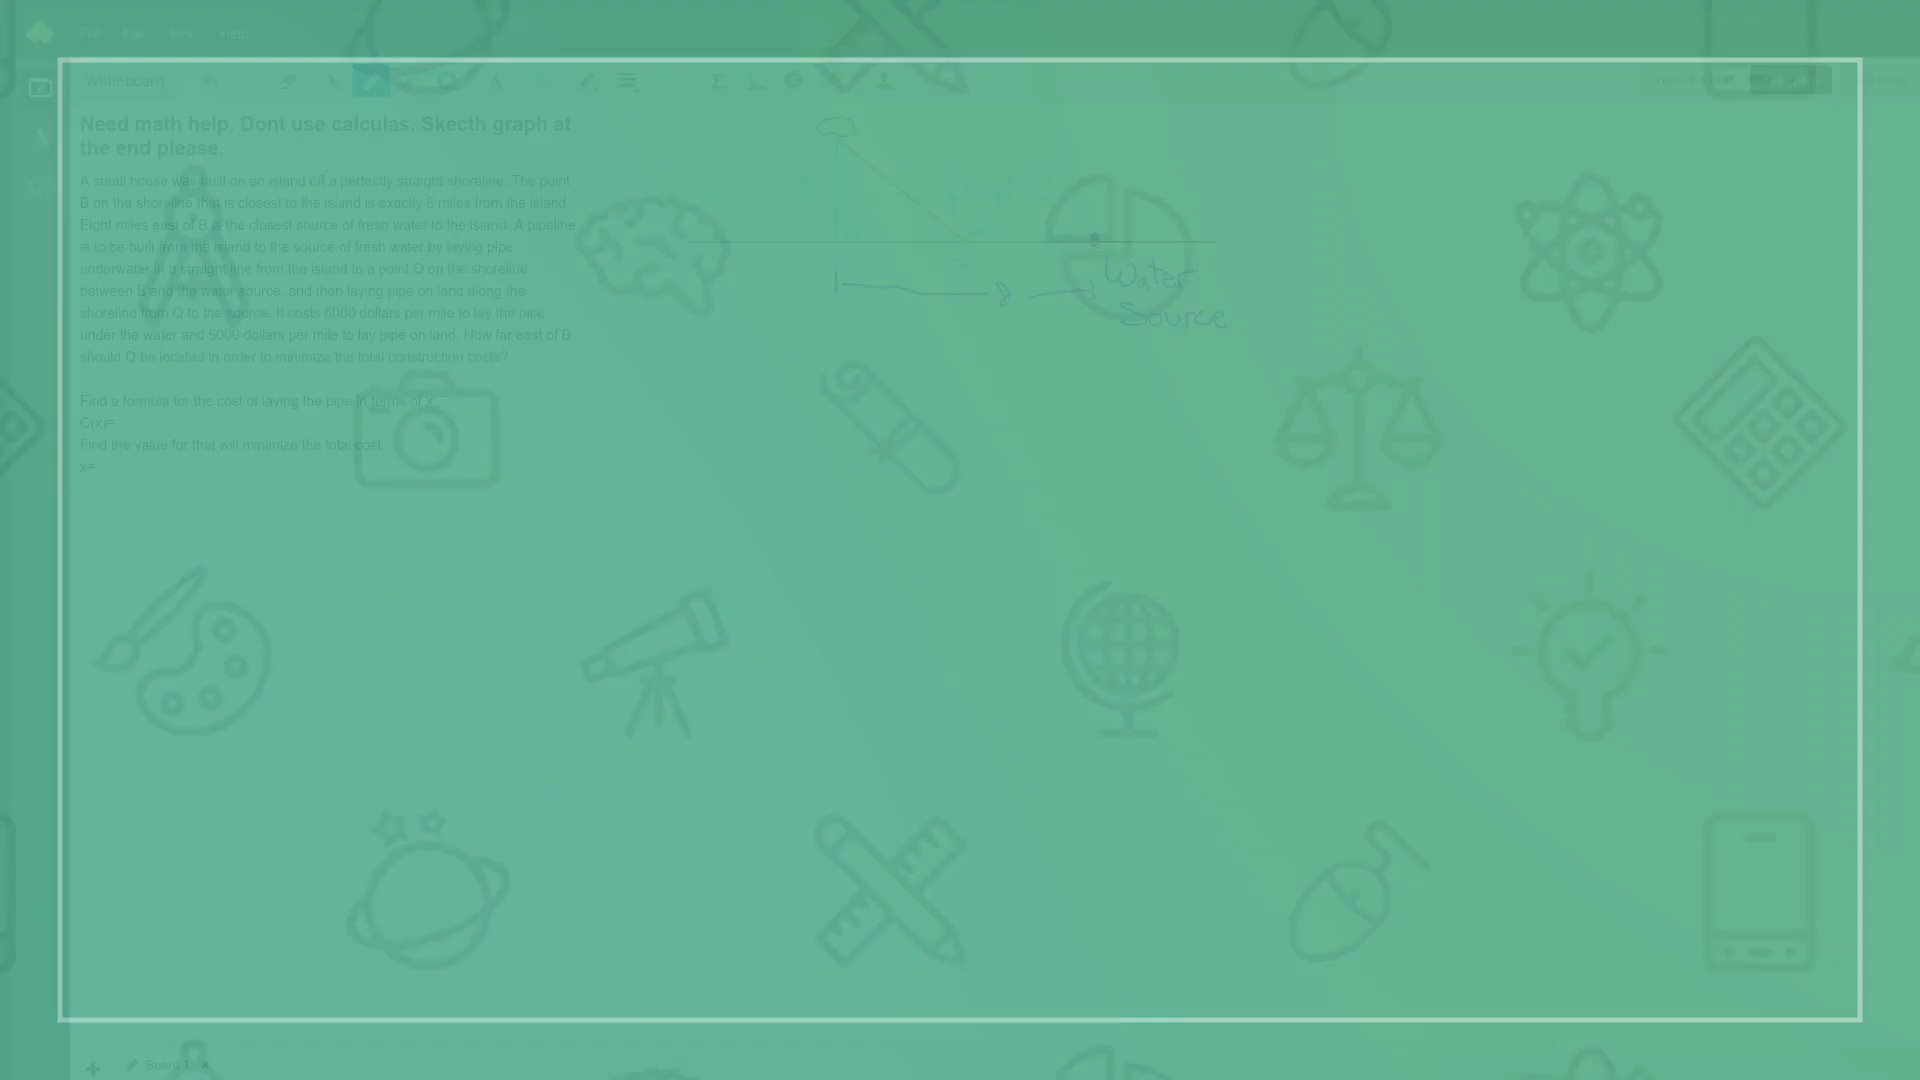 File Edit View Help
Whiteboard
Need math help. Dont use calculas. Skecth graph at
the end please.
A small house was built on an island off a perfectly straight shoreline. The point
B on the shoreline that is closest to the island is exactly 5 miles from the island.
Eight miles east of B is the closest source of fresh water to the island. A pipeline
is to be built from the island to the source of fresh water by laying pipe
underwater in a straight line from the island to a point Q on the shoreline
between B and the water source, and then laying pipe on land along the
shoreline from Q to the source. It costs 8000 dollars per mile to lay the pipe
under the water and 5000 dollars per mile to lay pipe on land. How far east of B
should Q be located in order to minimize the total construction costs?
Find a formula for the cost of laying the pipe in terms of x
C(x)=
Find the value for that will minimize the total cost.
x=
5
8
Water
Source
Board 1